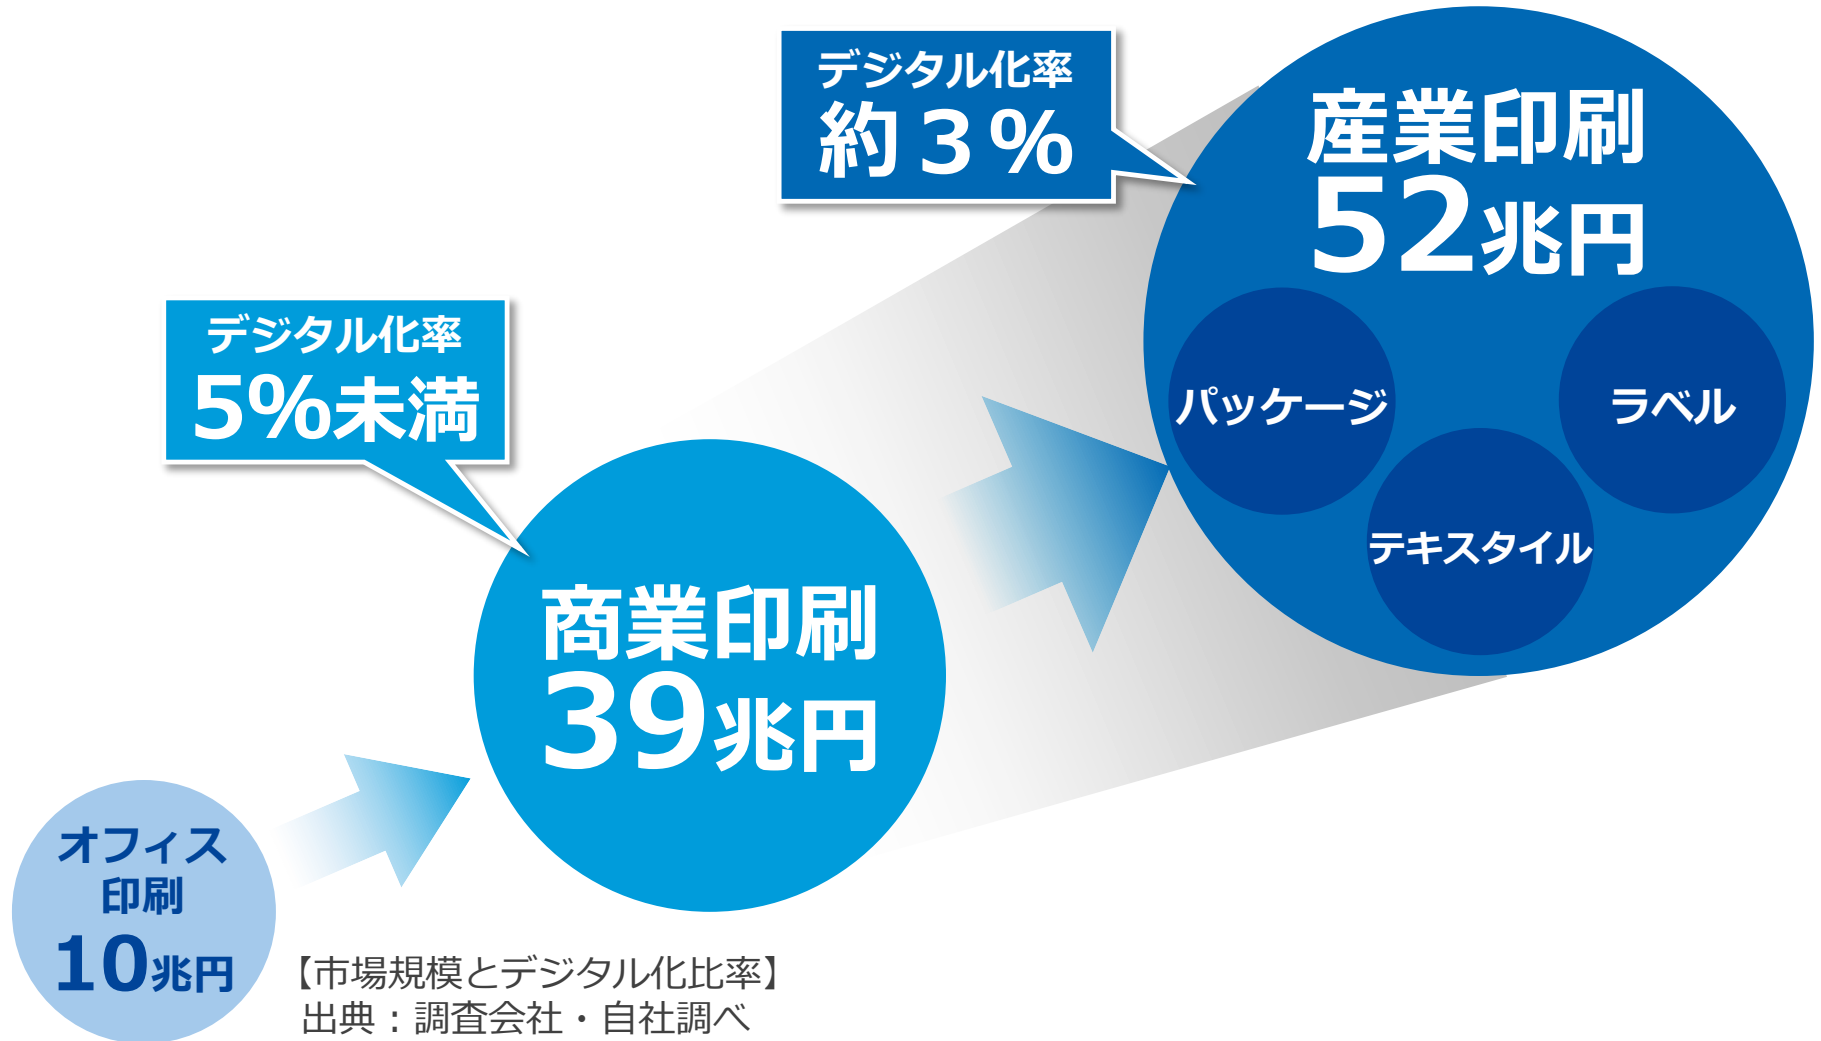 デジタル化率
約3%
産業印刷
52兆円
パッケージ
ラベル
テキスタイル
デジタル化率
5%未満
商業印刷
39兆円
オフィス
印刷
10兆円
【市場規模とデジタル化比率】
出典：調査会社・自社調べ